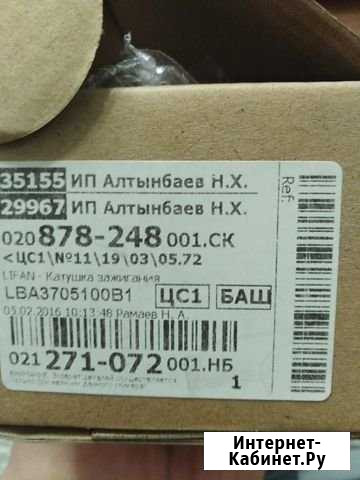 35155 ИП Алтынбаев Н.Х.
29967 ИП Алтынбаев Н.Х.
020 878-248 001.СК
<ЦС1\№11\19\03\05.72
LIFAN - Катушка зажигания
LBA3705100B1 ЦС1 БАШ
05.02.2016 10:13:48 Рамаев Н. А.
021 271-072 001.НБ
1
Ref:
Интернет-
Кабинет.Ру